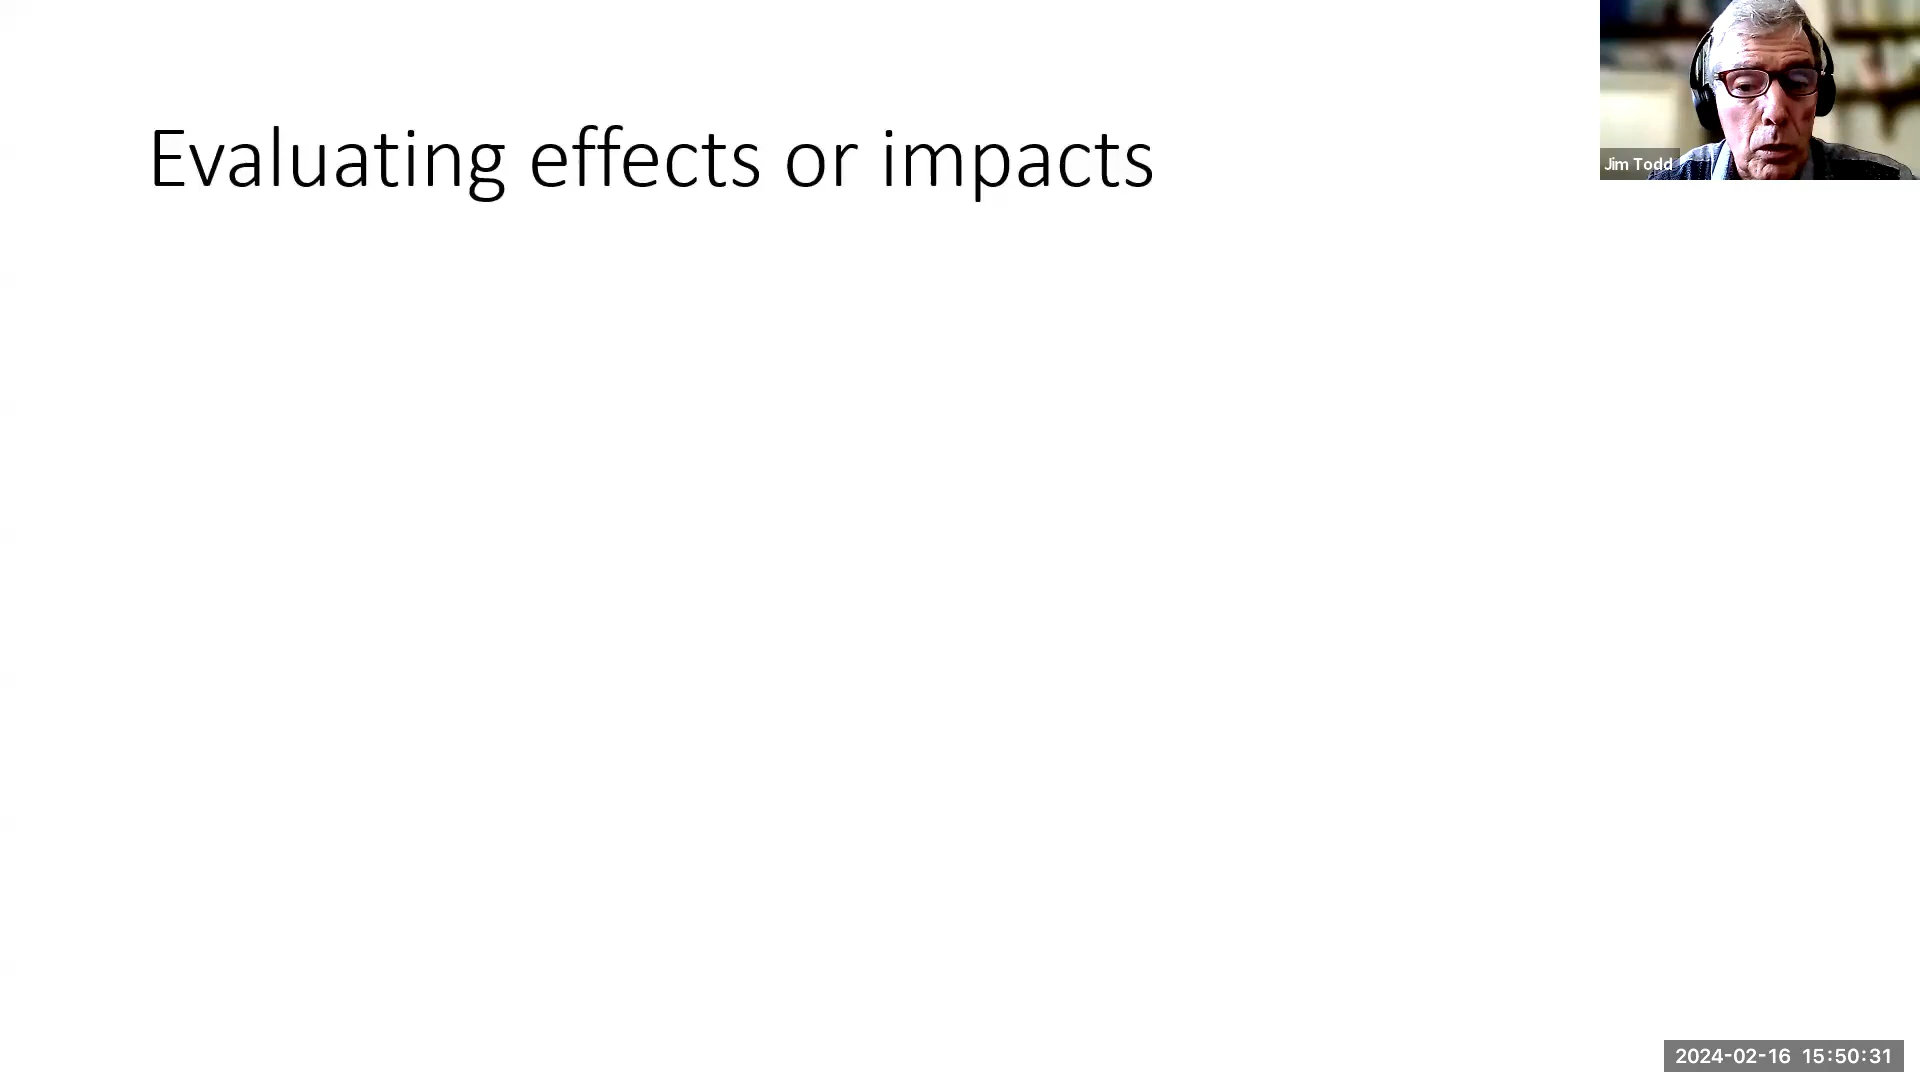 Evaluating effects or impacts
Jim Todd
2024-02-16 15:50:31